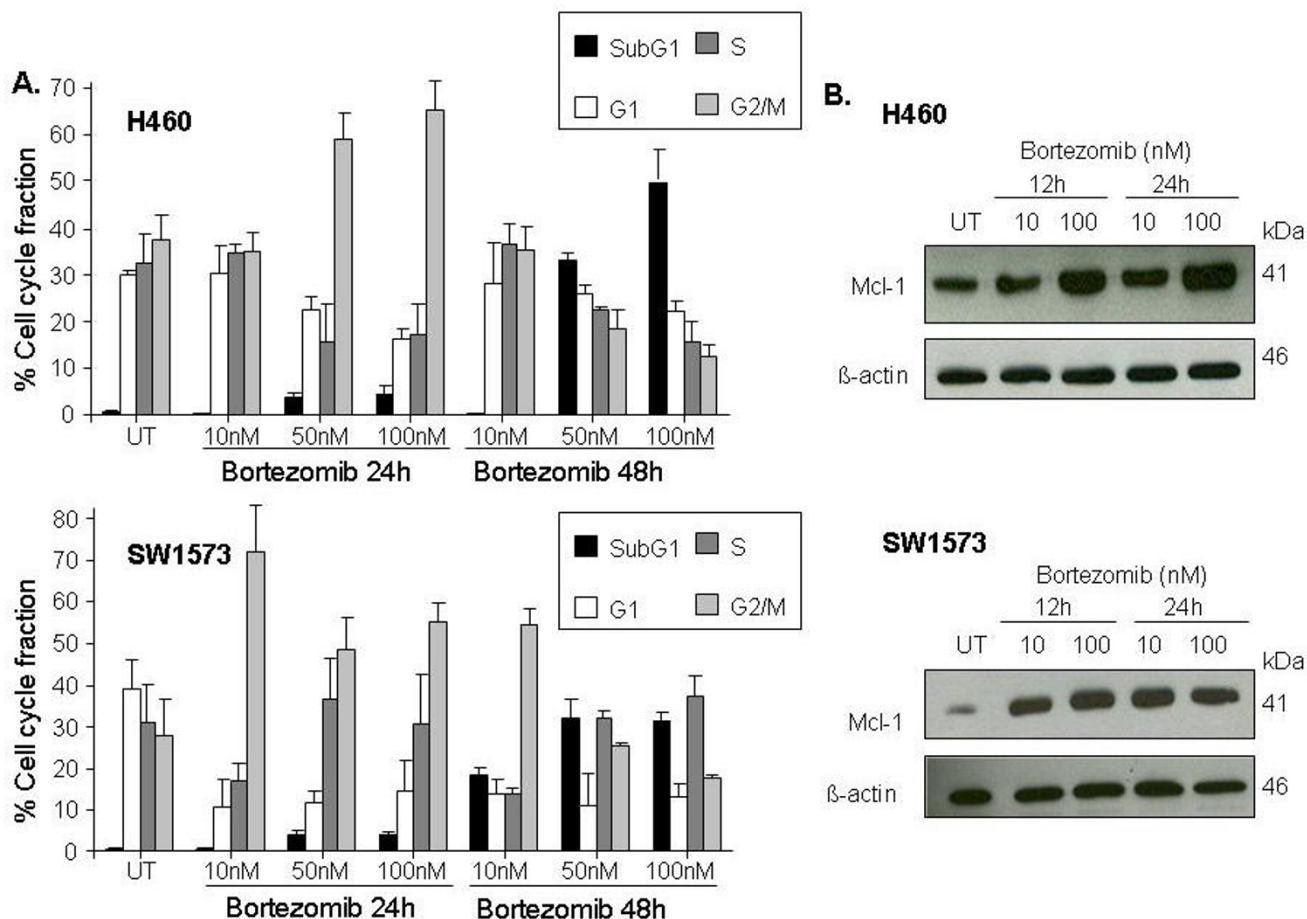 A.
H460
SubG1 S
G1 G2/M
% Cell cycle fraction
70
60
50
40
30
20
10
0
UT 10nM 50nM 100nM 10nM 50nM 100nM
Bortezomib 24h Bortezomib 48h
SW1573
SubG1 S
G1 G2/M
% Cell cycle fraction
80
70
60
50
40
30
20
10
0
UT 10nM 50nM 100nM 10nM 50nM 100nM
Bortezomib 24h Bortezomib 48h
B.
H460
Bortezomib (nM)
12h 24h
UT 10 100 10 100 kDa
Mcl-1 41
ß-actin 46
SW1573
Bortezomib (nM)
12h 24h
UT 10 100 10 100 kDa
Mcl-1 41
ß-actin 46